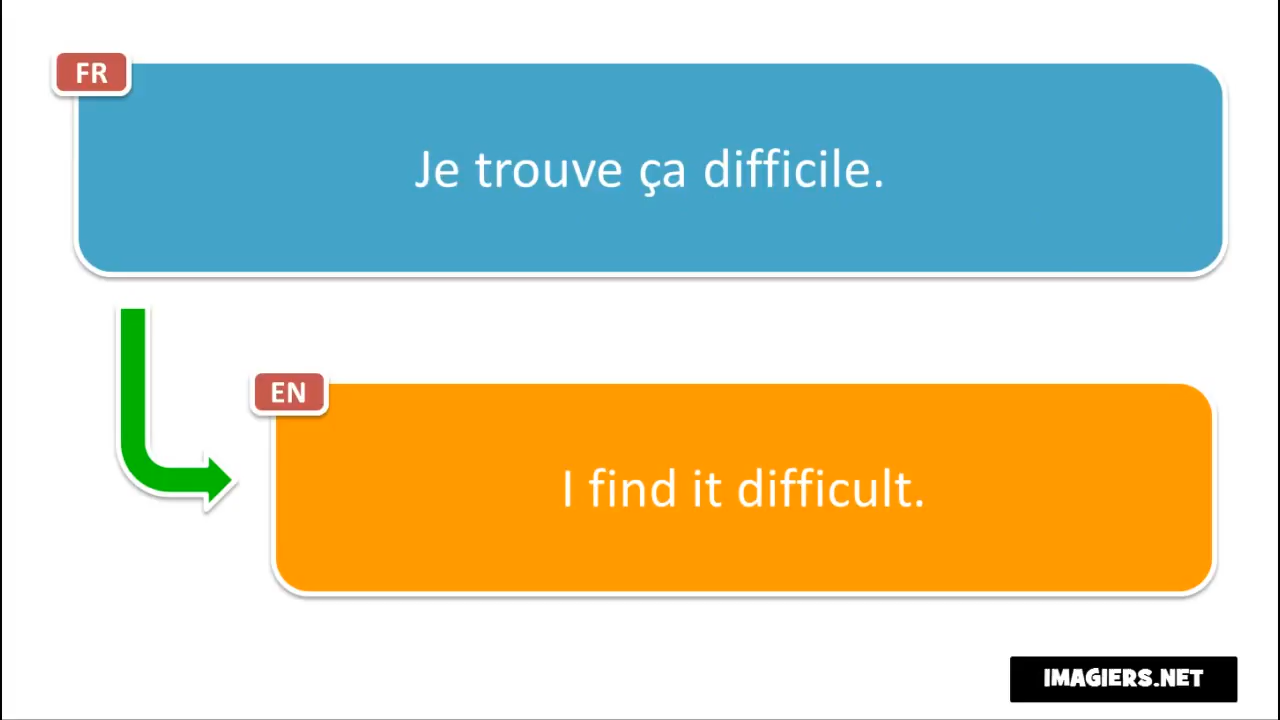 FR
Je trouve ça difficile.
EN
I find it difficult.
IMAGIERS.NET